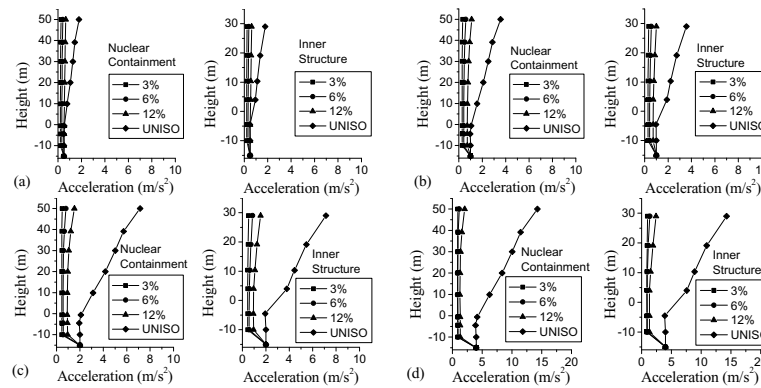 50
40
30
20
10
0
-10
Height (m)
Nuclear
Containment
3%
6%
12%
UNISO
0 2 4 6 8 10
Acceleration (m/s²)
(a)
30
20
10
0
-10
Height (m)
Inner
Structure
3%
6%
12%
UNISO
0 2 4 6 8 10
Acceleration (m/s²)
50
40
30
20
10
0
-10
Height (m)
Nuclear
Containment
3%
6%
12%
UNISO
0 2 4 6 8 10
Acceleration (m/s²)
(b)
30
20
10
0
-10
Height (m)
Inner
Structure
3%
6%
12%
UNISO
0 2 4 6 8
Acceleration (m/s²)
50
40
30
20
10
0
-10
Height (m)
Nuclear
Containment
3%
6%
12%
UNISO
0 2 4 6 8 10
Acceleration (m/s²)
(c)
30
20
10
0
-10
Height (m)
Inner
Structure
3%
6%
12%
UNISO
0 2 4 6 8 10
Acceleration (m/s²)
50
40
30
20
10
0
-10
Height (m)
Nuclear
Containment
3%
6%
12%
UNISO
0 5 10 15 20
Acceleration (m/s²)
(d)
30
20
10
0
-10
Height (m)
Inner
Structure
3%
6%
12%
UNISO
0 5 10 15
Acceleration (m/s²)